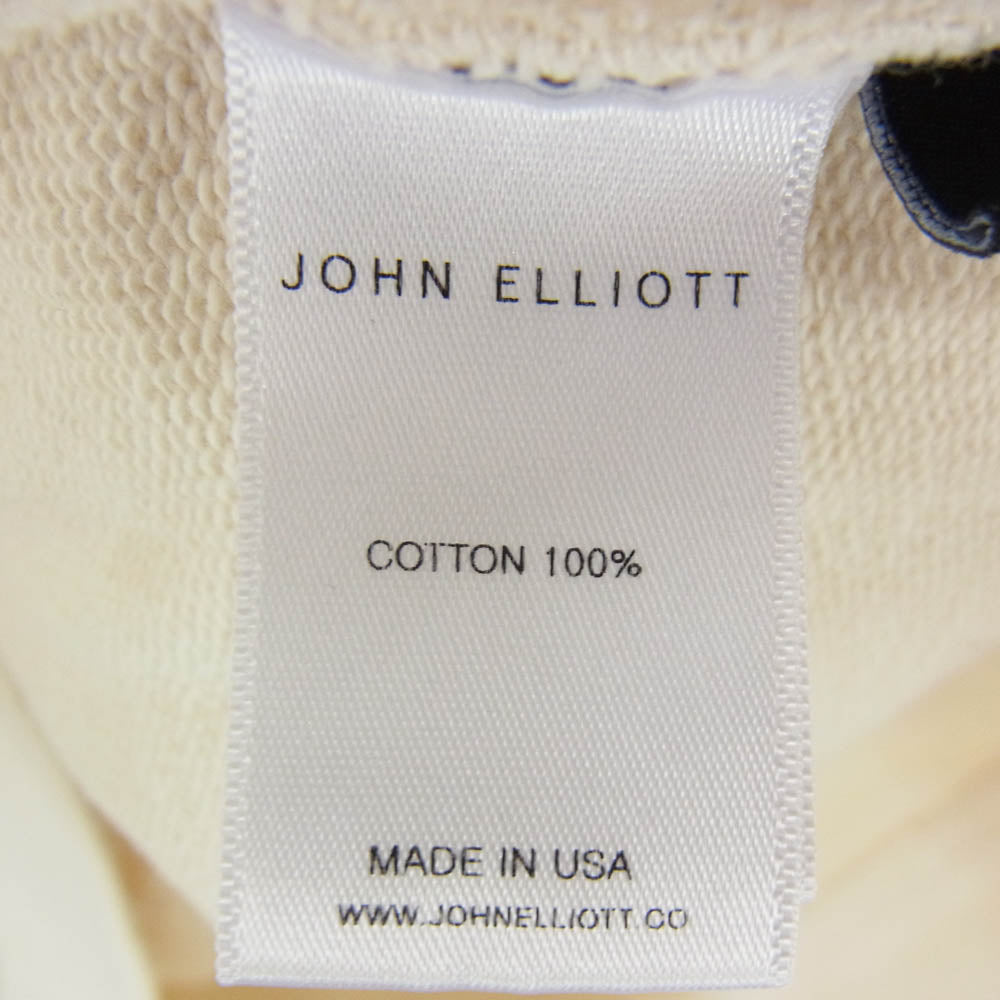 JOHN ELLIOTT
COTTON 100%
MADE IN USA
WWW.JOHNELLIOTT.CO